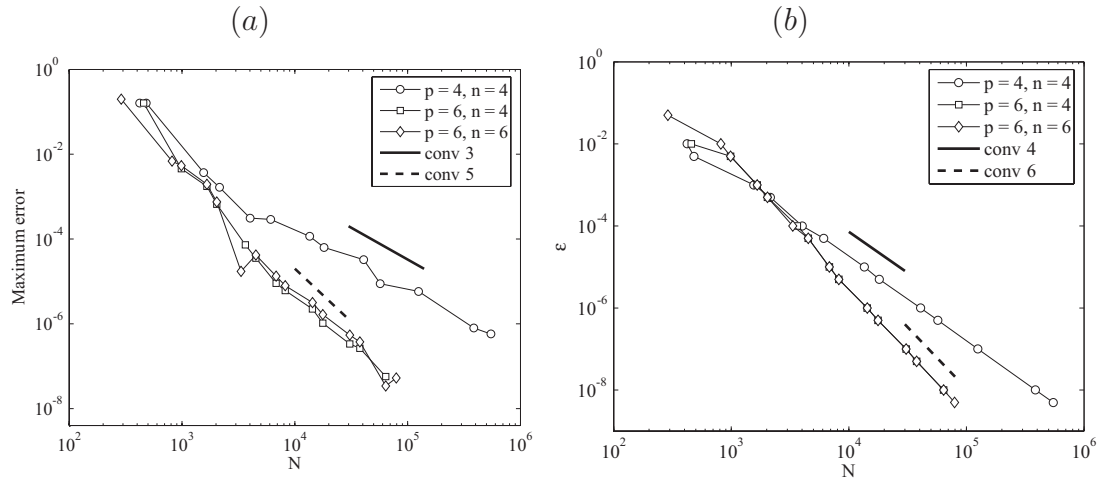 (a)
Maximum error
10^0
10^-2
10^-4
10^-6
10^-8
p = 4, n = 4
p = 6, n = 4
p = 6, n = 6
conv 3
conv 5
10^2 10^3 10^4 10^5 10^6
N
(b)
ε
10^0
10^-2
10^-4
10^-6
10^-8
p = 4, n = 4
p = 6, n = 4
p = 6, n = 6
conv 4
conv 6
10^2 10^3 10^4 10^5 10^6
N